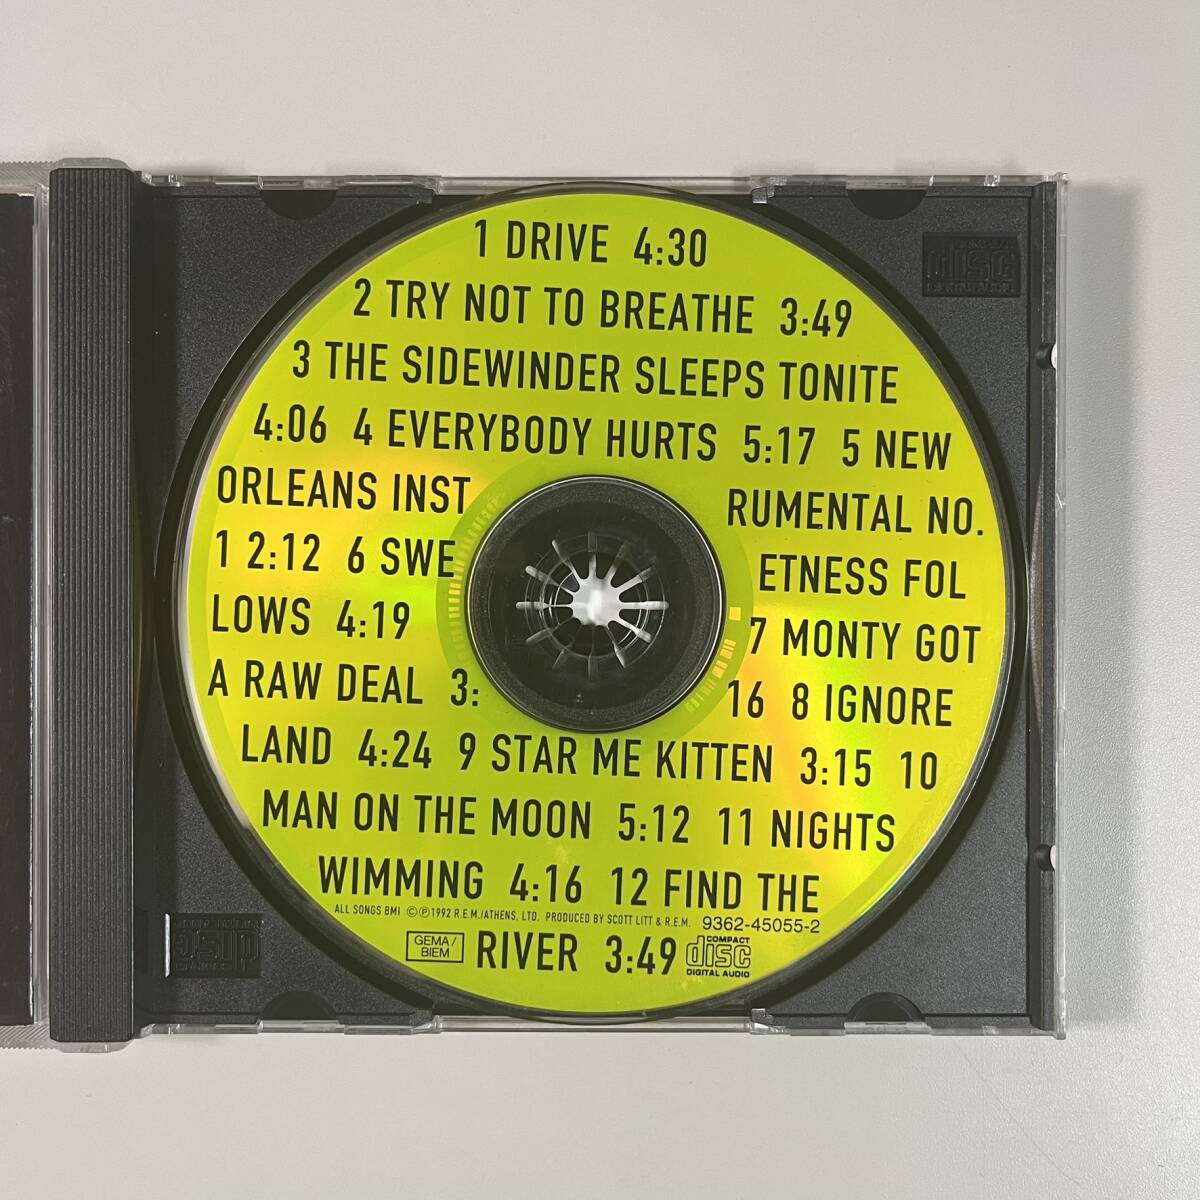 1 DRIVE 4:30
2 TRY NOT TO BREATHE 3:49
3 THE SIDEWINDER SLEEPS TONITE
4:06 4 EVERYBODY HURTS 5:17 5 NEW
ORLEANS INST RUMENTAL NO.
1 2:12 6 SWE ETNESS FOL
LOWS 4:19 7 MONTY GOT
A RAW DEAL 3: 16 8 IGNORE
LAND 4:24 9 STAR ME KITTEN 3:15 10
MAN ON THE MOON 5:12 11 NIGHTS
WIMMING 4:16 12 FIND THE
ALL SONGS BMI ©℗1992 R.E.M./ATHENS. LTD. PRODUCED BY SCOTT LITT & R.E.M. 9362-45055-2
GEMA/
BIEM
RIVER 3:49
COMPACT
disc
DIGITAL AUDIO
disc
disc